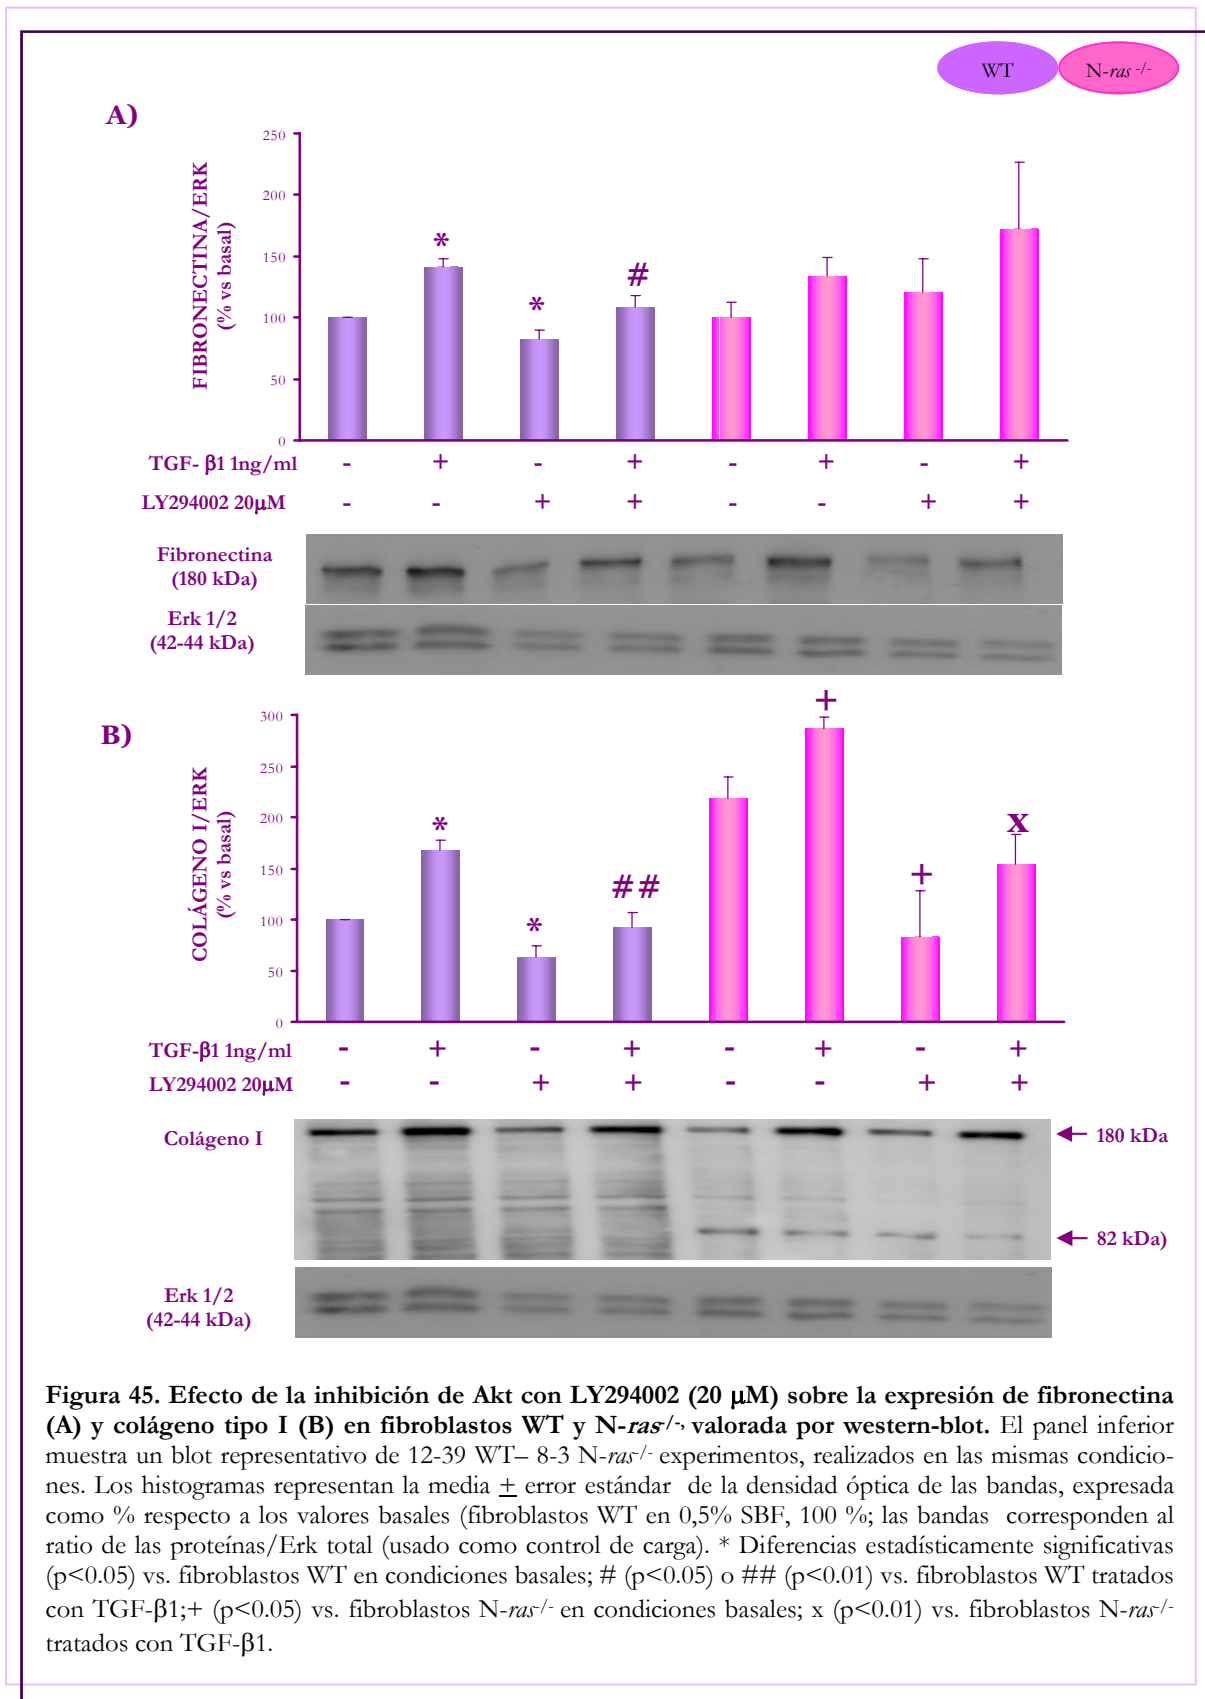 WT N-ras -/-
A)
FIBRONECTINA/ERK
(% vs basal)
250
200
150
100
50
0
* * #
TGF- β1 1ng/ml - + - + - + - +
LY294002 20µM - - + + - - + +
Fibronectina
(180 kDa)
Erk 1/2
(42-44 kDa)
B)
COLÁGENO I/ERK
(% vs basal)
300
250
200
150
100
50
0
* * ## + + x
TGF-β1 1ng/ml - + - + - + - +
LY294002 20µM - - + + - - + +
Colágeno I
180 kDa
82 kDa)
Erk 1/2
(42-44 kDa)
Figura 45. Efecto de la inhibición de Akt con LY294002 (20 µM) sobre la expresión de fibronectina
(A) y colágeno tipo I (B) en fibroblastos WT y N-ras-/-, valorada por western-blot. El panel inferior
muestra un blot representativo de 12-39 WT– 8-3 N-ras-/- experimentos, realizados en las mismas condicio-
nes. Los histogramas representan la media + error estándar de la densidad óptica de las bandas, expresada
como % respecto a los valores basales (fibroblastos WT en 0,5% SBF, 100 %; las bandas corresponden al
ratio de las proteínas/Erk total (usado como control de carga). * Diferencias estadísticamente significativas
(p<0.05) vs. fibroblastos WT en condiciones basales; # (p<0.05) o ## (p<0.01) vs. fibroblastos WT tratados
con TGF-β1;+ (p<0.05) vs. fibroblastos N-ras-/- en condiciones basales; x (p<0.01) vs. fibroblastos N-ras-/-
tratados con TGF-β1.